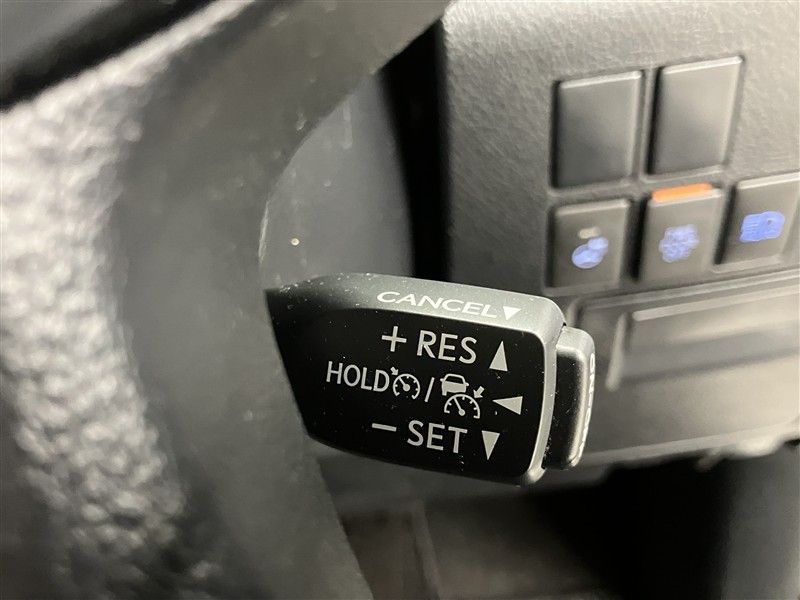 CANCEL▼
+ RES ▲
HOLD / ◀
− SET ▼